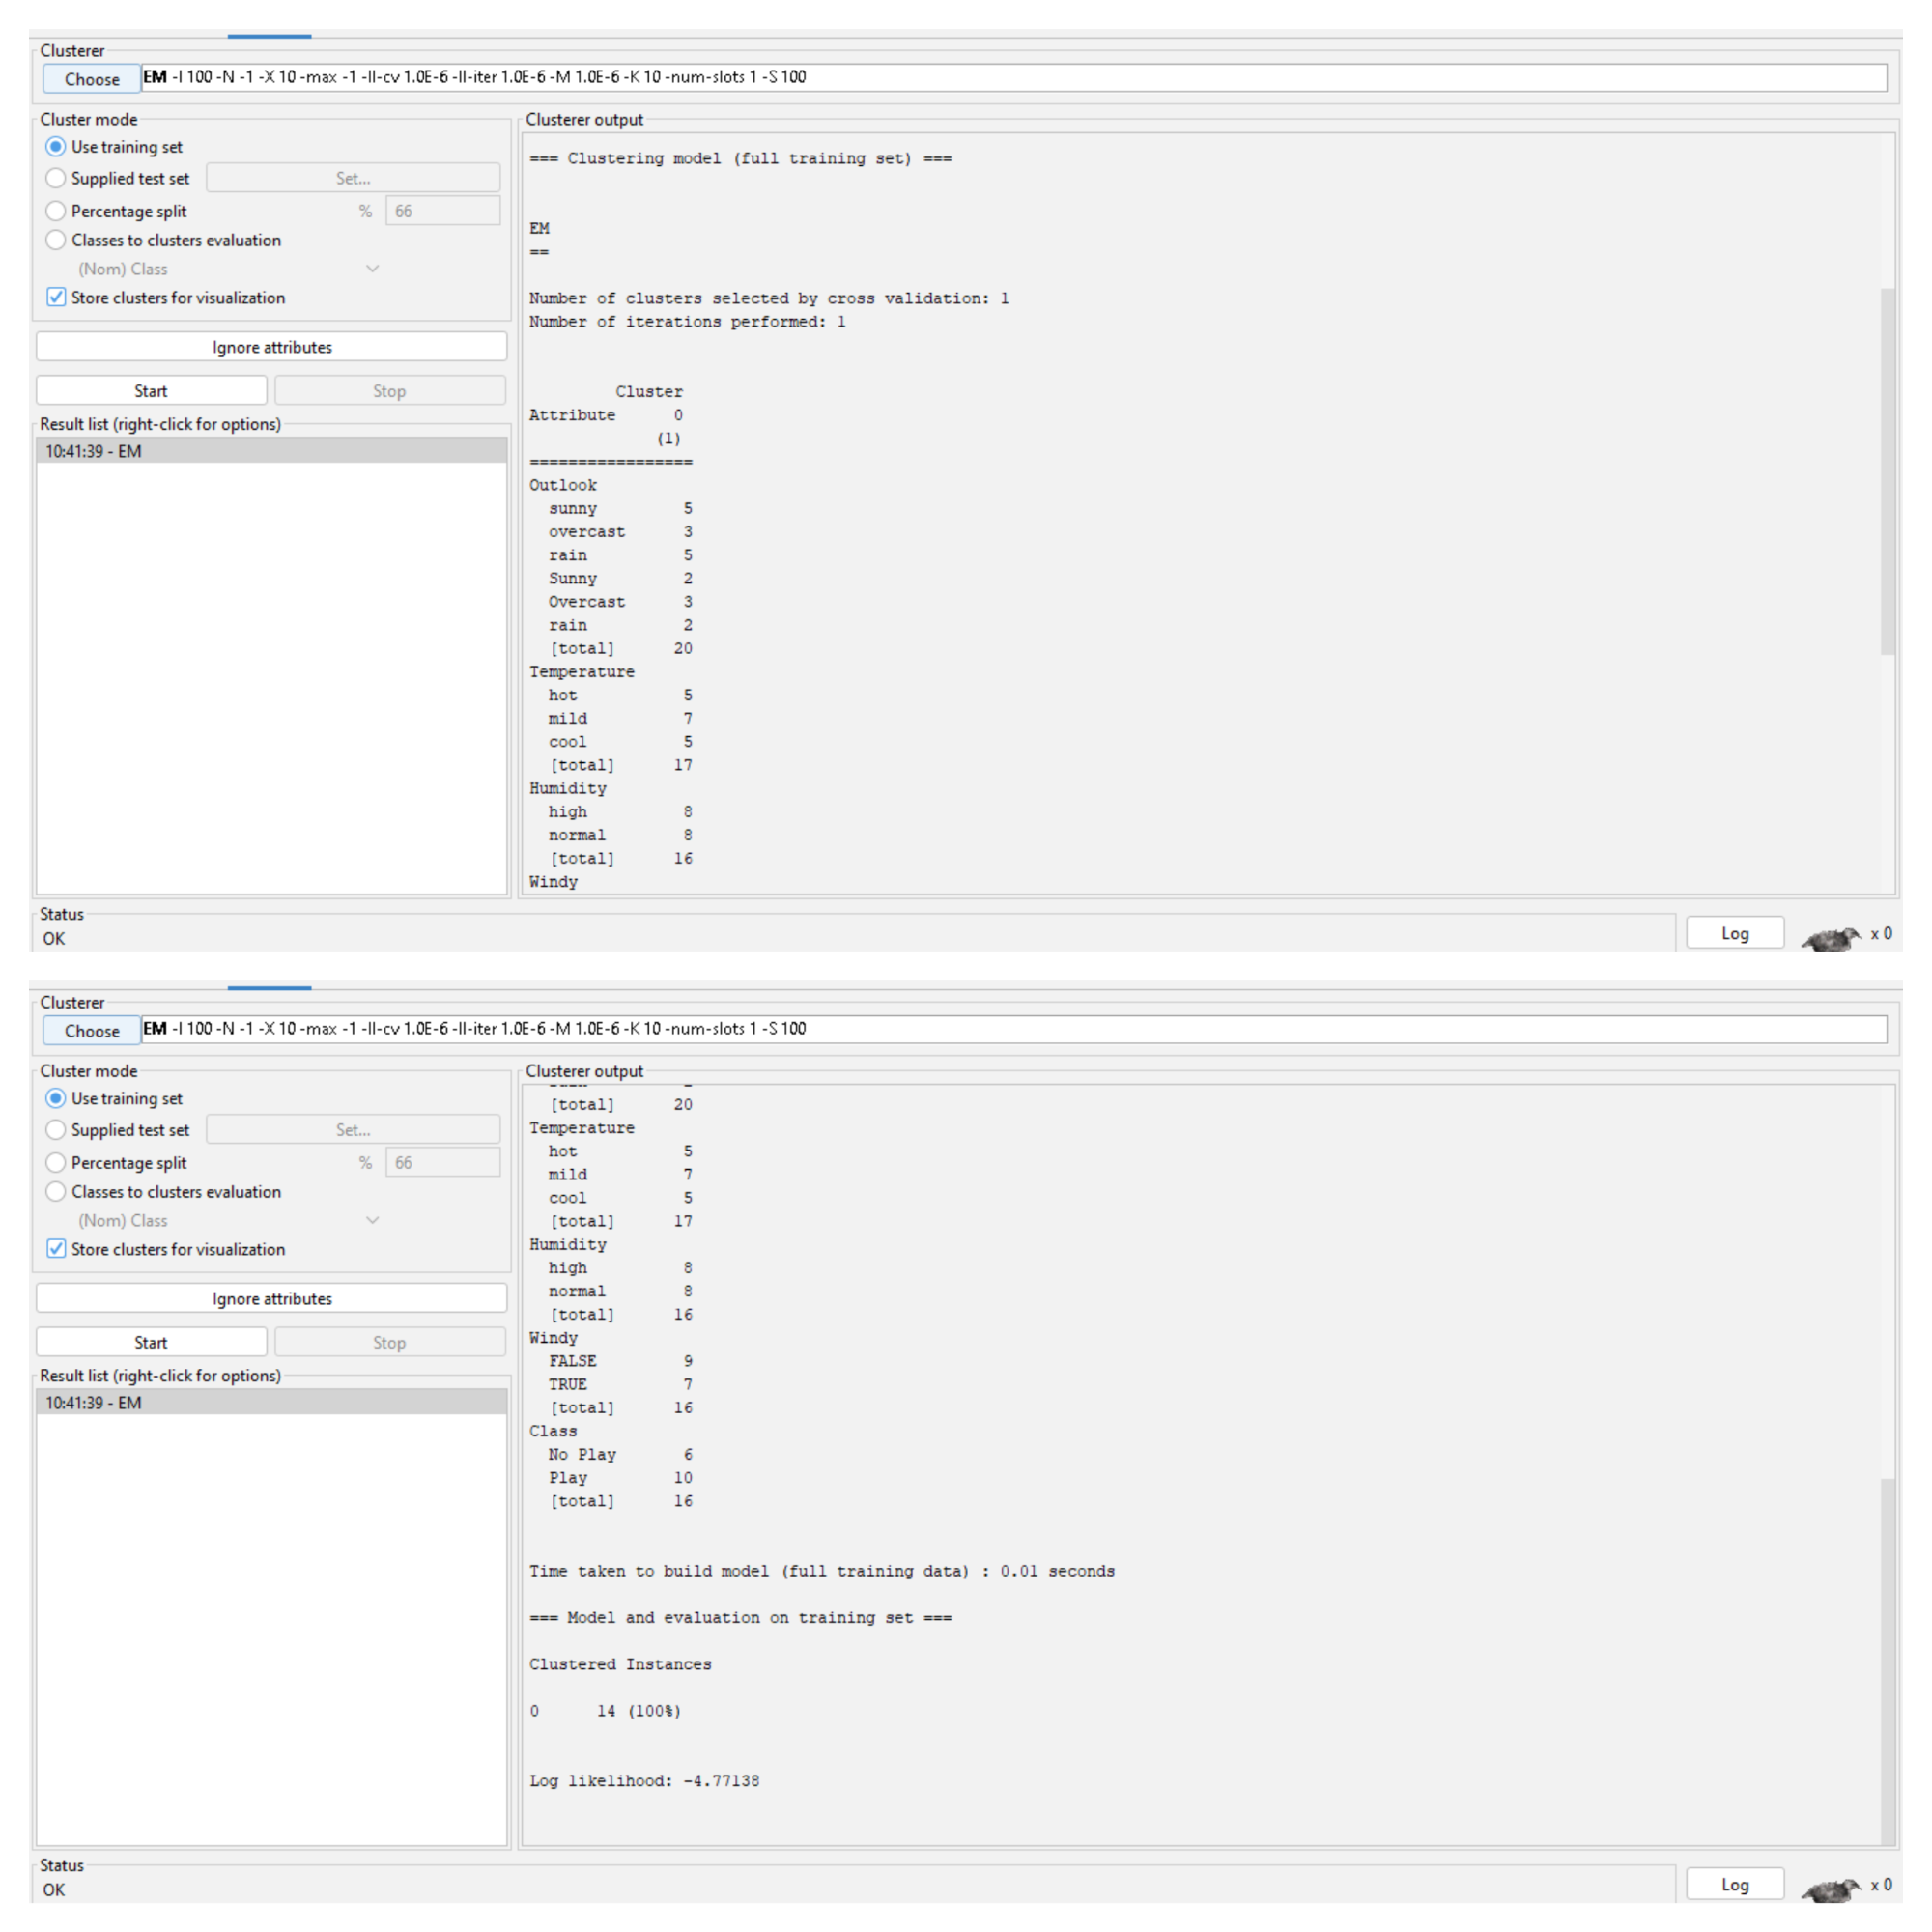 Clusterer
Choose EM -I 100 -N -1 -X 10 -max -1 -ll-cv 1.0E-6 -ll-iter 1.0E-6 -M 1.0E-6 -K 10 -num-slots 1 -S 100
Cluster mode
Use training set
Supplied test set Set...
Percentage split % 66
Classes to clusters evaluation
(Nom) Class
Store clusters for visualization
Ignore attributes
Start Stop
Result list (right-click for options)
10:41:39 - EM
Clusterer output
=== Clustering model (full training set) ===
EM
==
Number of clusters selected by cross validation: 1
Number of iterations performed: 1
Cluster
Attribute 0
(1)
=================
Outlook
sunny 5
overcast 3
rain 5
Sunny 2
Overcast 3
rain 2
[total] 20
Temperature
hot 5
mild 7
cool 5
[total] 17
Humidity
high 8
normal 8
[total] 16
Windy
Status
OK
Log x 0
Clusterer
Choose EM -I 100 -N -1 -X 10 -max -1 -ll-cv 1.0E-6 -ll-iter 1.0E-6 -M 1.0E-6 -K 10 -num-slots 1 -S 100
Cluster mode
Use training set
Supplied test set Set...
Percentage split % 66
Classes to clusters evaluation
(Nom) Class
Store clusters for visualization
Ignore attributes
Start Stop
Result list (right-click for options)
10:41:39 - EM
Clusterer output
[total] 20
Temperature
hot 5
mild 7
cool 5
[total] 17
Humidity
high 8
normal 8
[total] 16
Windy
FALSE 9
TRUE 7
[total] 16
Class
No Play 6
Play 10
[total] 16
Time taken to build model (full training data) : 0.01 seconds
=== Model and evaluation on training set ===
Clustered Instances
0 14 (100%)
Log likelihood: -4.77138
Status
OK
Log x 0